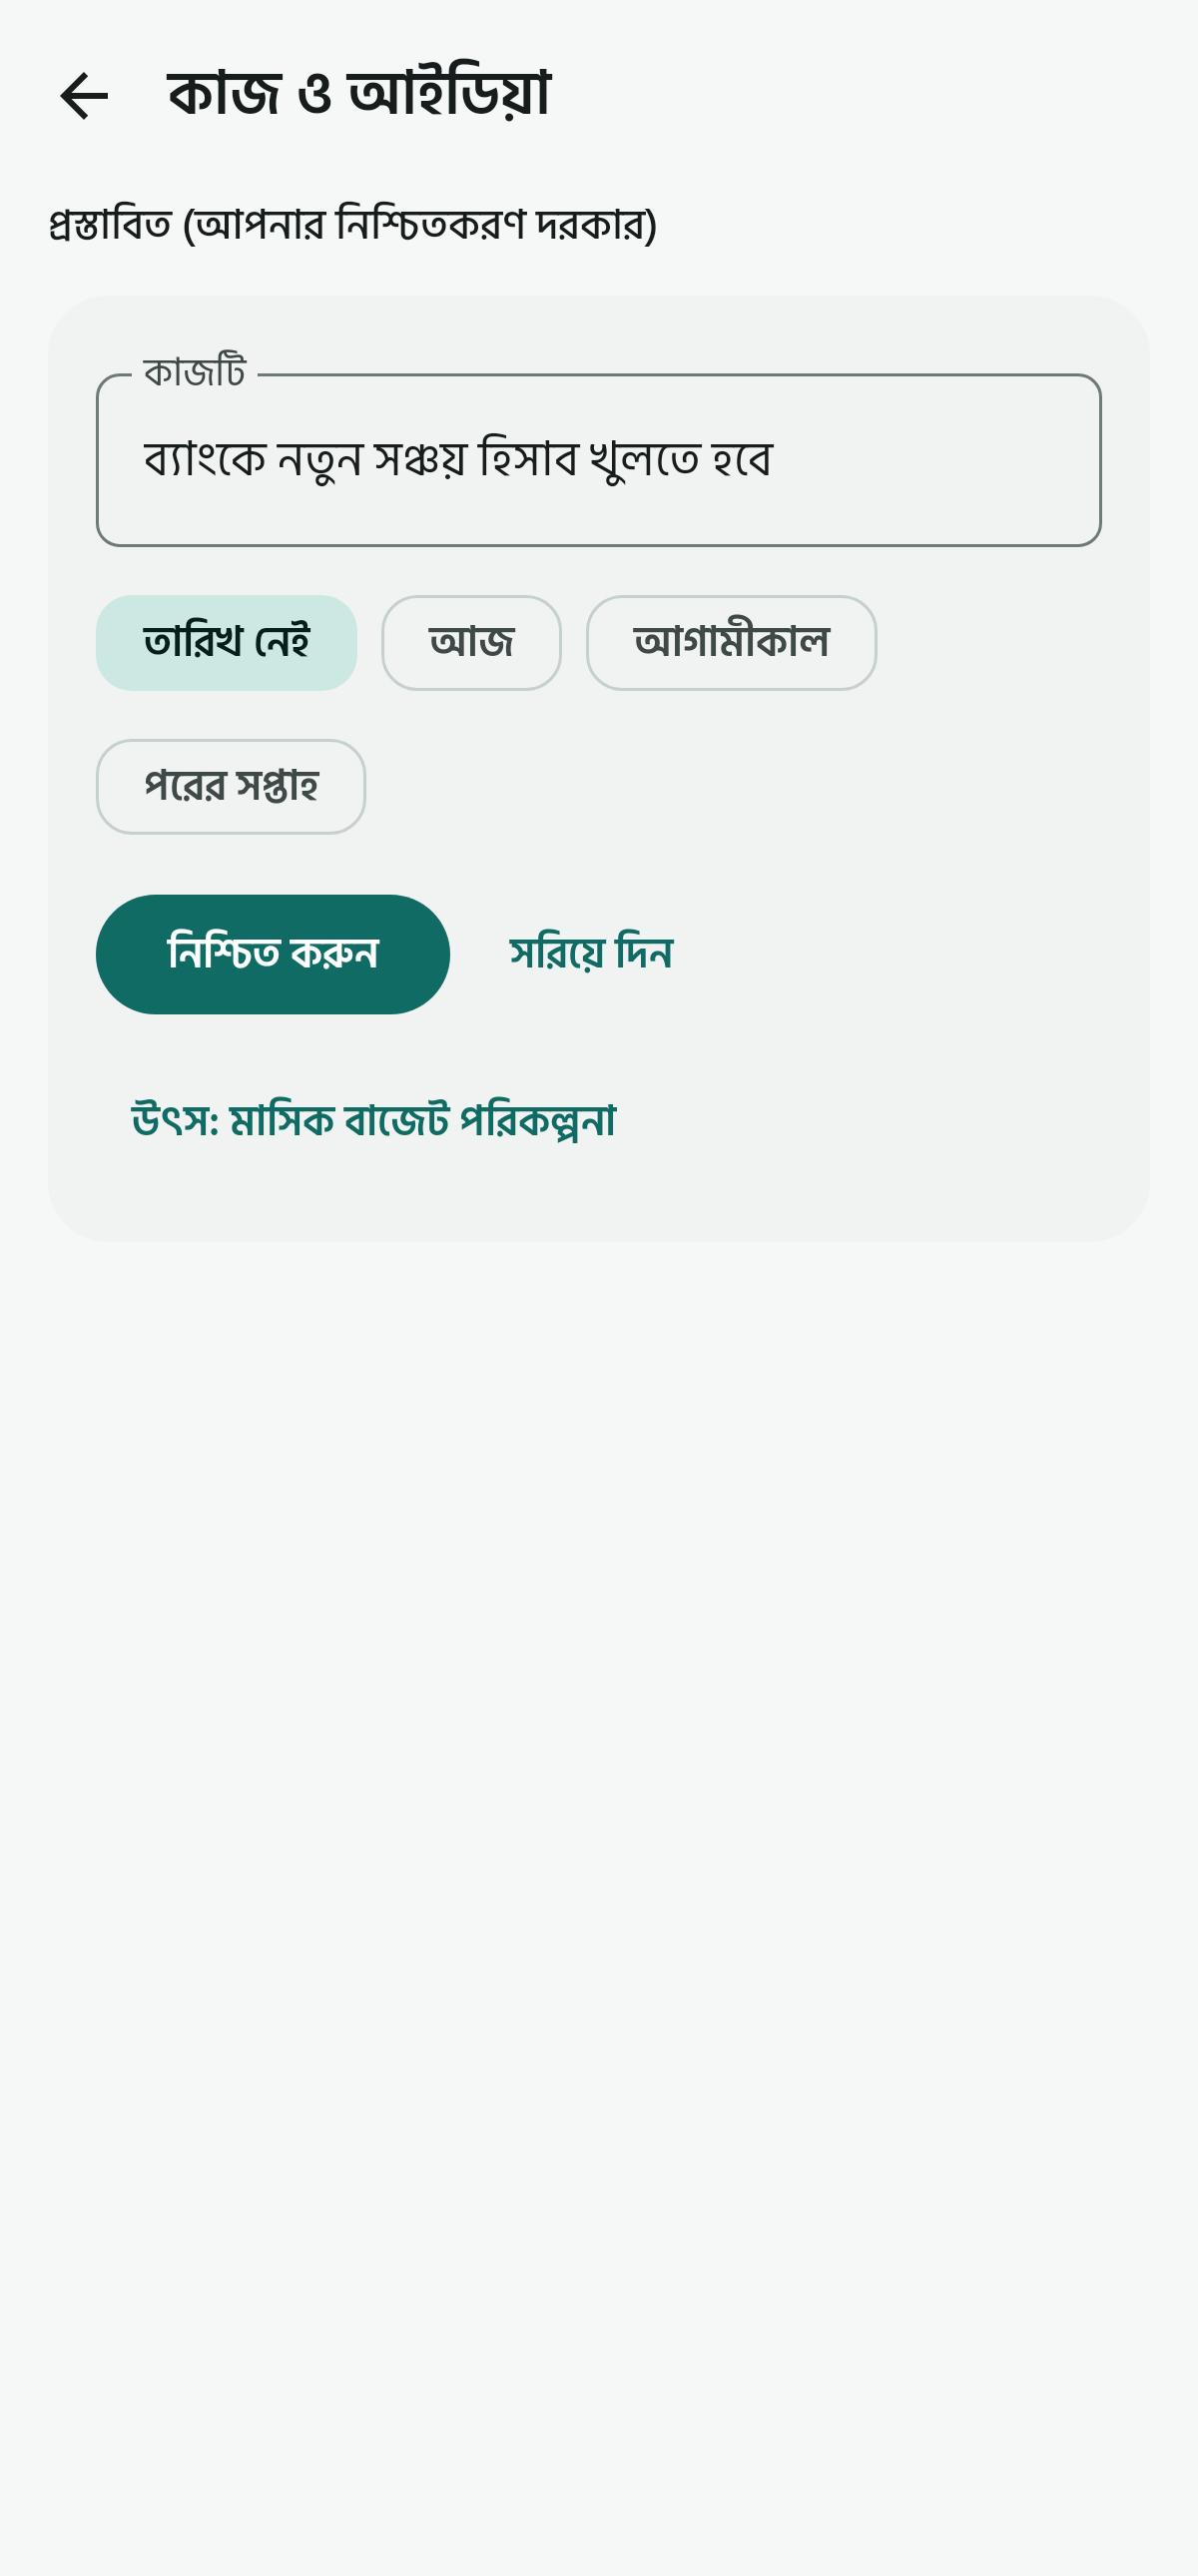 কাজ ও আইডিয়া
প্রস্তাবিত (আপনার নিশ্চিতকরণ দরকার)
কাজটি
ব্যাংকে নতুন সঞ্চয় হিসাব খুলতে হবে
তারিখ নেই আজ আগামীকাল
পরের সপ্তাহ
নিশ্চিত করুন সরিয়ে দিন
উৎস: মাসিক বাজেট পরিকল্পনা